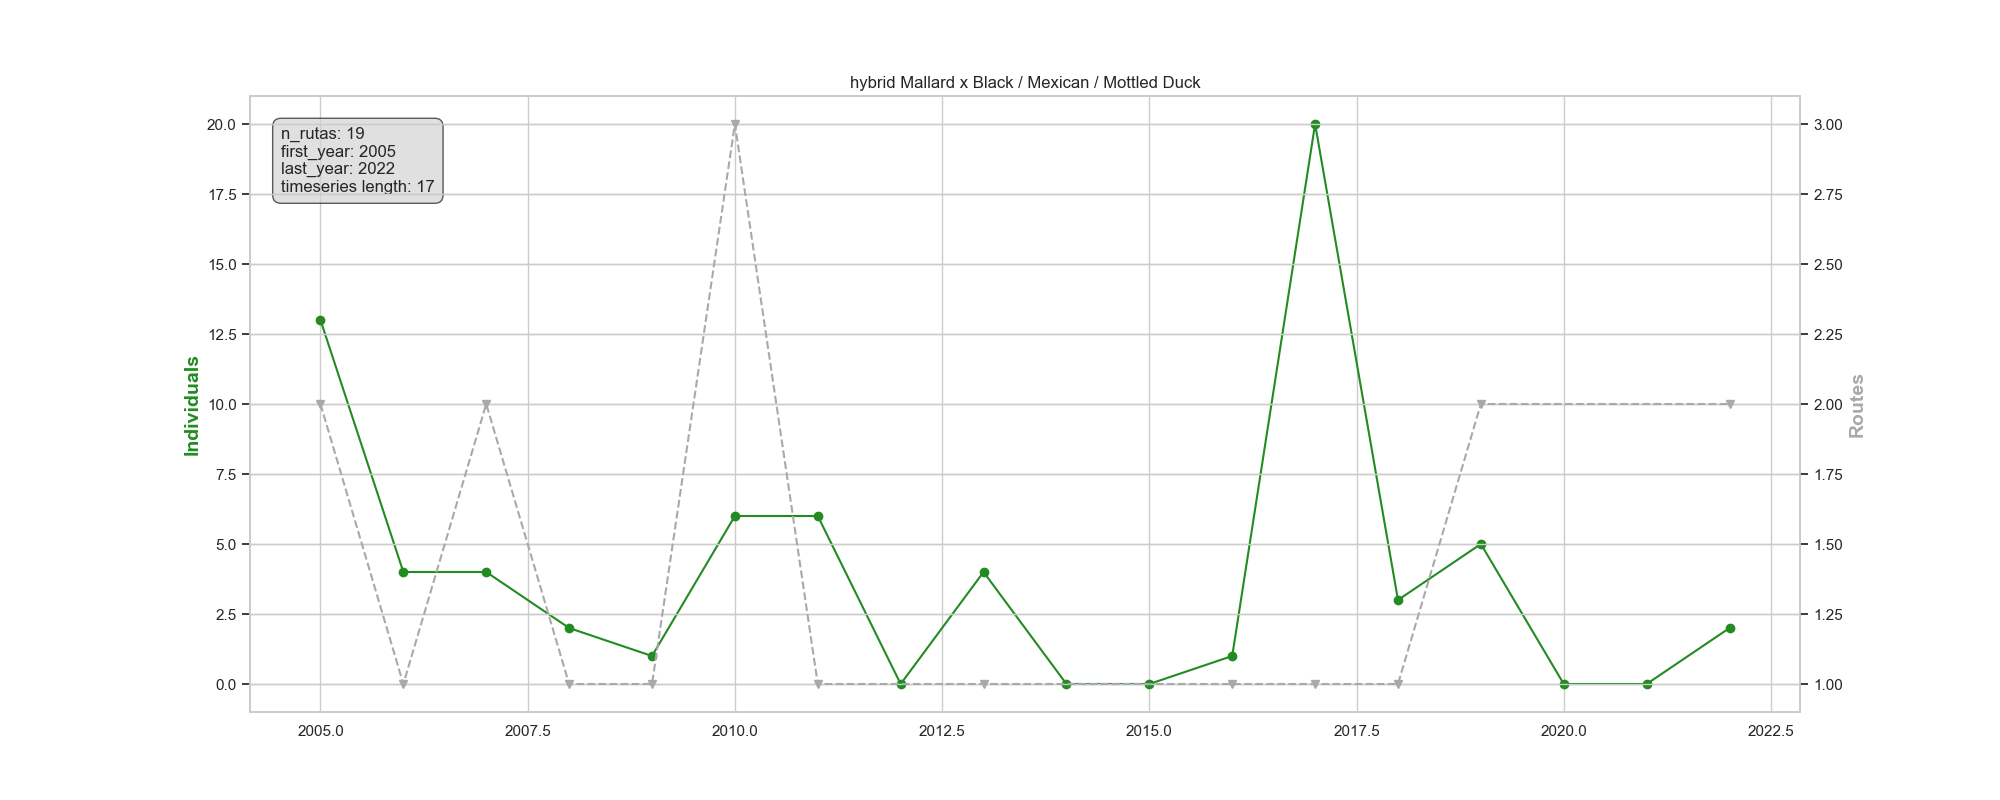 hybrid Mallard x Black / Mexican / Mottled Duck
n_rutas: 19
first_year: 2005
last_year: 2022
timeseries length: 17
Individuals
20.0
17.5
15.0
12.5
10.0
7.5
5.0
2.5
0.0
3.00
2.75
2.50
2.25
2.00
1.75
1.50
1.25
1.00
Routes
2005.0 2007.5 2010.0 2012.5 2015.0 2017.5 2020.0 2022.5